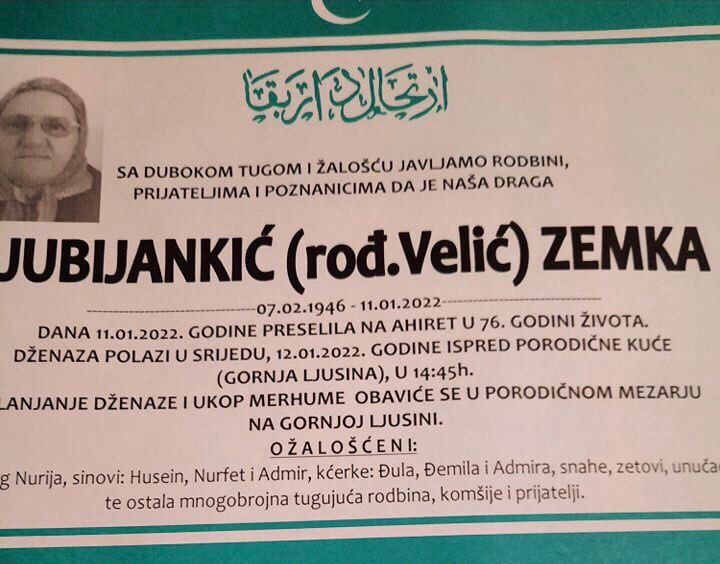 ارتحال دار بقا
SA DUBOKOM TUGOM I ŽALOŠĆU JAVLJAMO RODBINI,
PRIJATELJIMA I POZNANICIMA DA JE NAŠA DRAGA
JUBIJANKIĆ (rođ.Velić) ZEMKA
07.02.1946 - 11.01.2022
DANA 11.01.2022. GODINE PRESELILA NA AHIRET U 76. GODINI ŽIVOTA.
DŽENAZA POLAZI U SRIJEDU, 12.01.2022. GODINE ISPRED PORODIČNE KUĆE
(GORNJA LJUSINA), U 14:45h.
LANJANJE DŽENAZE I UKOP MERHUME OBAVIĆE SE U PORODIČNOM MEZARJU
NA GORNJOJ LJUSINI.
OŽALOŠĆENI:
g Nurija, sinovi: Husein, Nurfet i Admir, kćerke: Đula, Đemila i Admira, snahe, zetovi, unuča
te ostala mnogobrojna tugujuća rodbina, komšije i prijatelji.